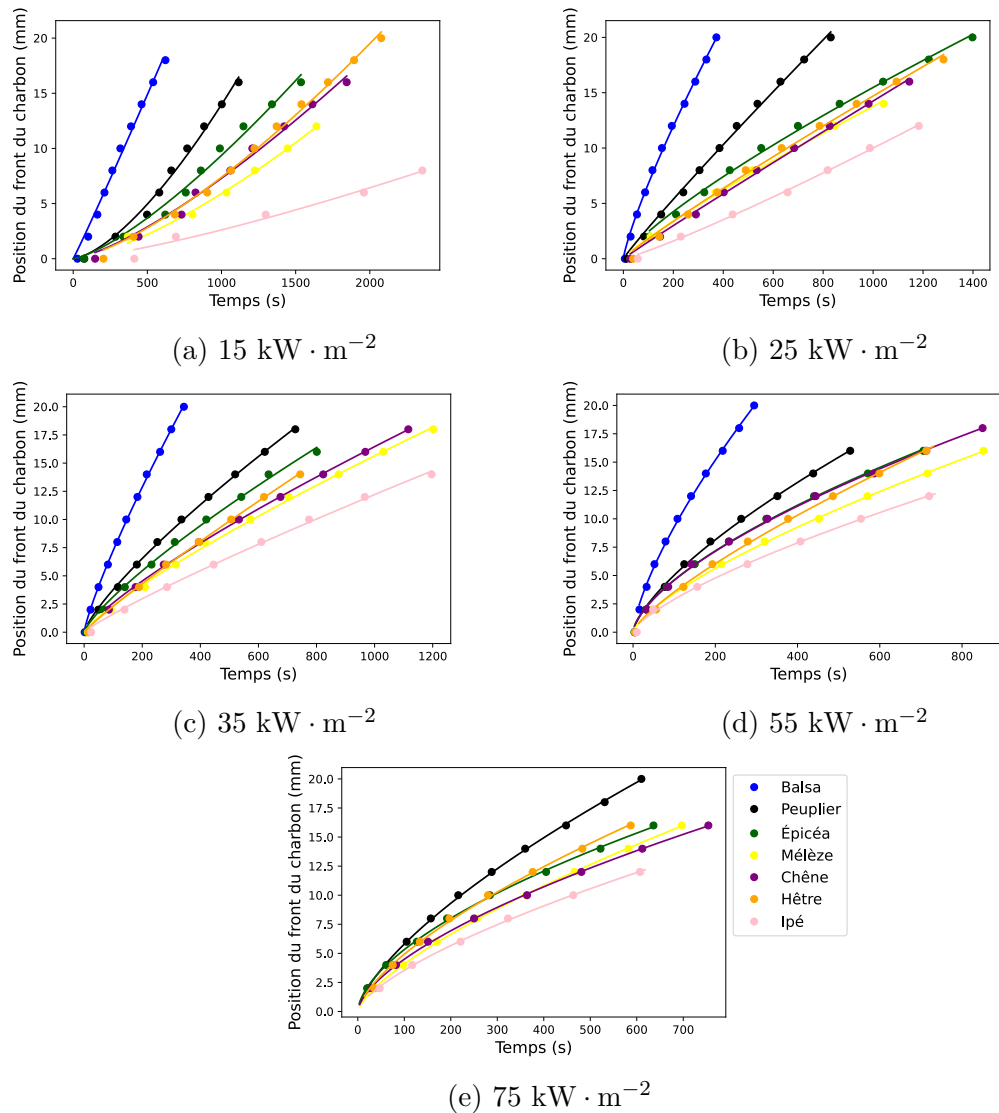 Position du front du charbon (mm)
20
15
10
5
0
0 500 1000 1500 2000
Temps (s)
(a) 15 kW · m−2
Position du front du charbon (mm)
20
16
12
8
4
0
0 200 400 600 800 1000 1200 1400
Temps (s)
(b) 25 kW · m−2
Position du front du charbon (mm)
20.0
17.5
15.0
12.5
10.0
7.5
5.0
2.5
0.0
0 200 400 600 800 1000 1200
Temps (s)
(c) 35 kW · m−2
Position du front du charbon (mm)
20.0
17.5
15.0
12.5
10.0
7.5
5.0
2.5
0.0
0 200 400 600 800
Temps (s)
(d) 55 kW · m−2
Position du front du charbon (mm)
20.0
17.5
15.0
12.5
10.0
7.5
5.0
2.5
0.0
0 100 200 300 400 500 600 700
Temps (s)
Balsa
Peuplier
Épicéa
Mélèze
Chêne
Hêtre
Ipé
(e) 75 kW · m−2